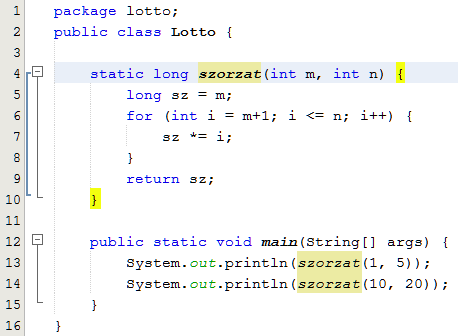 1 package lotto;
2 public class Lotto {
3
4 static long szorzat(int m, int n) {
5 long sz = m;
6 for (int i = m+1; i <= n; i++) {
7 sz *= i;
8 }
9 return sz;
10 }
11
12 public static void main(String[] args) {
13 System.out.println(szorzat(1, 5));
14 System.out.println(szorzat(10, 20));
15 }
16 }